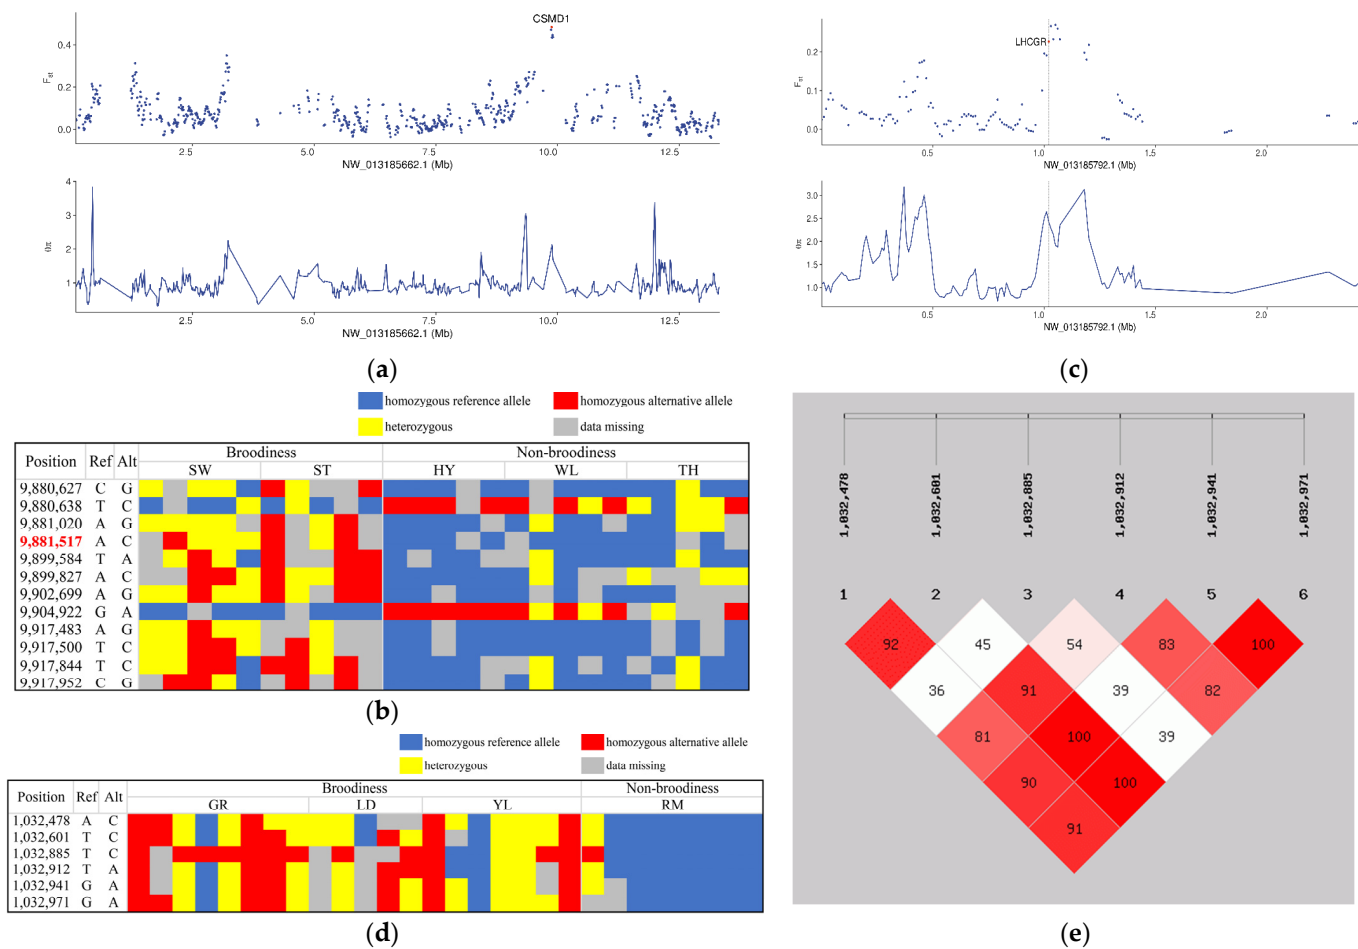 CSMD1
F_st
0.4
0.2
0.0
2.5 5.0 7.5 10.0 12.5
NW_013185662.1 (Mb)
θπ
4
3
2
1
2.5 5.0 7.5 10.0 12.5
NW_013185662.1 (Mb)
(a)
LHCGR
F_st
0.2
0.1
0.0
0.5 1.0 1.5 2.0
NW_013185792.1 (Mb)
θπ
3.0
2.5
2.0
1.5
1.0
0.5 1.0 1.5 2.0
NW_013185792.1 (Mb)
(c)
homozygous reference allele homozygous alternative allele
heterozygous data missing
Position Ref Alt Broodiness Non-broodiness
SW ST HY WL TH
9,880,627 C G
9,880,638 T C
9,881,020 A G
9,881,517 A C
9,899,584 T A
9,899,827 A C
9,902,699 A G
9,904,922 G A
9,917,483 A G
9,917,500 T C
9,917,844 T C
9,917,952 C G
(b)
homozygous reference allele homozygous alternative allele
heterozygous data missing
Position Ref Alt Broodiness Non-broodiness
GR LD YL RM
1,032,478 A C
1,032,601 T C
1,032,885 T C
1,032,912 T A
1,032,941 G A
1,032,971 G A
(d)
1,032,478
1,032,601
1,032,885
1,032,912
1,032,941
1,032,971
1 2 3 4 5 6
92 45 54 83 100
36 91 39 82
81 100 39
90 100
91
(e)